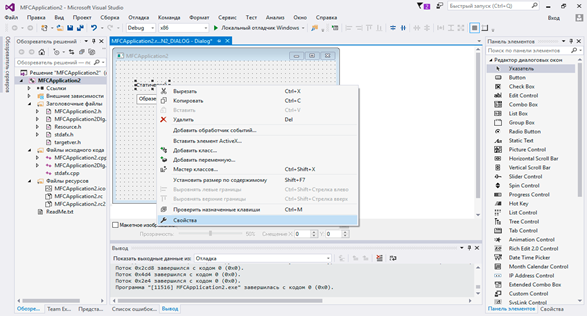 MFCApplication2 - Microsoft Visual Studio
Быстрый запуск (Ctrl+Q)
Файл Правка Вид Проект Сборка Отладка Команда Формат Сервис Тест Анализ Окно Справка
Вход
Debug x86 Локальный отладчик Windows
Обозреватель серверов
Обозреватель решений
Обозреватель решений — поиск
Решение "MFCApplication2"
MFCApplication2
Ссылки
Внешние зависимости
Заголовочные файлы
MFCApplication2.h
MFCApplication2Dlg.
Resource.h
stdafx.h
targetver.h
Файлы исходного кода
MFCApplication2.cpp
MFCApplication2Dlg.
stdafx.cpp
Файлы ресурсов
MFCApplication2.ico
MFCApplication2.rc
MFCApplication2.rc2
ReadMe.txt
Обозре... Team Ex... Предста...
MFCApplication2.r...N2_DIALOG - Dialog*
MFCApplication2
Образе
Вырезать Ctrl+X
Копировать Ctrl+C
Вставить Ctrl+V
Удалить Del
Добавить обработчик событий...
Вставить элемент ActiveX...
Добавить класс...
Добавить переменную...
Мастер классов... Ctrl+Shift+X
Установить размер по содержимому Shift+F7
Выровнять левые границы Ctrl+Shift+Стрелка влево
Выровнять верхние границы Ctrl+Shift+Стрелка вверх
Проверить назначенные клавиши Ctrl+M
Свойства
Макетное изображ
Прозрачность: 50% Смещение X: 0 Y: 0
Вывод
Показать выходные данные из: Отладка
Поток 0x2cd8 завершился с кодом 0 (0x0).
Поток 0x4d4 завершился с кодом 0 (0x0).
Поток 0x2e4 завершился с кодом 0 (0x0).
Программа "[11516] MFCApplication2.exe" завершилась с кодом 0 (0x0).
Список ошибок... Вывод
Панель элементов
Поиск по панели элементов
Редактор диалоговых окон
Указатель
Button
Check Box
Edit Control
Combo Box
List Box
Group Box
Radio Button
Static Text
Picture Control
Horizontal Scroll Bar
Vertical Scroll Bar
Slider Control
Spin Control
Progress Control
Hot Key
List Control
Tree Control
Tab Control
Animation Control
Rich Edit 2.0 Control
Date Time Picker
Month Calendar Control
IP Address Control
Extended Combo Box
Custom Control
SysLink Control
Панель элементов Свойства